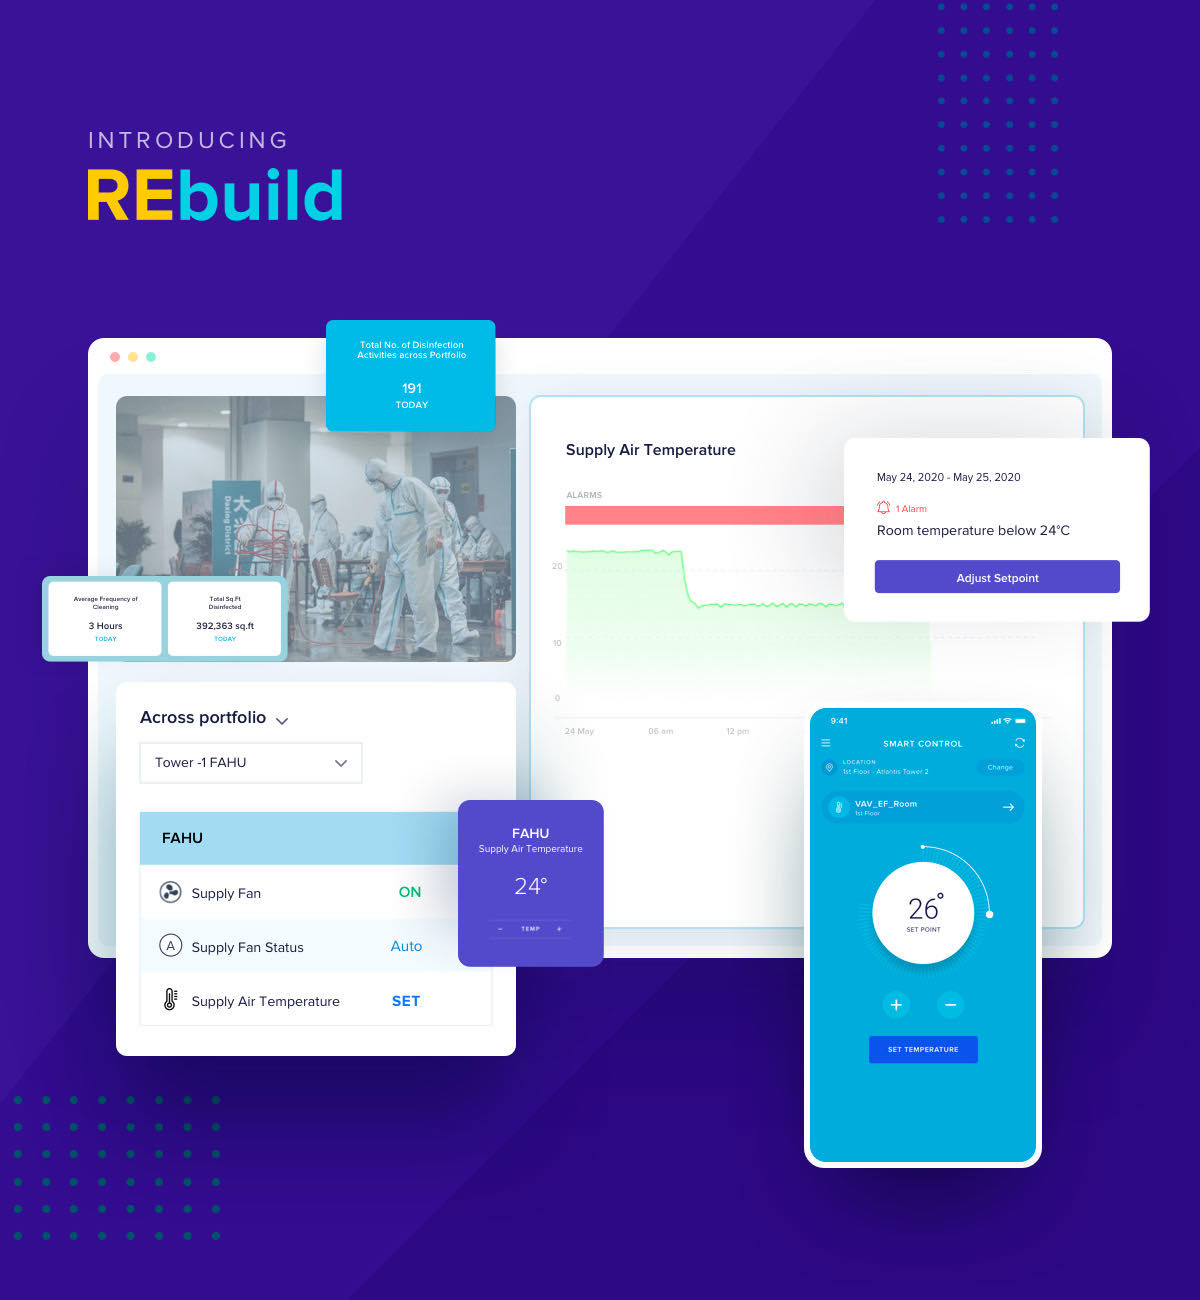 INTRODUCING
REbuild
Total No. of Disinfection
Activities across Portfolio
191
TODAY
大兴
Daxing District
Average Frequency of
Cleaning
3 Hours
TODAY
Total Sq.Ft
Disinfected
392,363 sq.ft
TODAY
Supply Air Temperature
ALARMS
20
10
0
24 May
06 am
12 pm
May 24, 2020 - May 25, 2020
1 Alarm
Room temperature below 24°C
Adjust Setpoint
Across portfolio
Tower -1 FAHU
FAHU
Supply Fan
ON
A
Supply Fan Status
Auto
Supply Air Temperature
SET
FAHU
Supply Air Temperature
24°
− TEMP +
9:41
SMART CONTROL
LOCATION
1st Floor - Atlantis Tower 2
Change
VAV_EF_Room
1st Floor
26°
SET POINT
+ −
SET TEMPERATURE